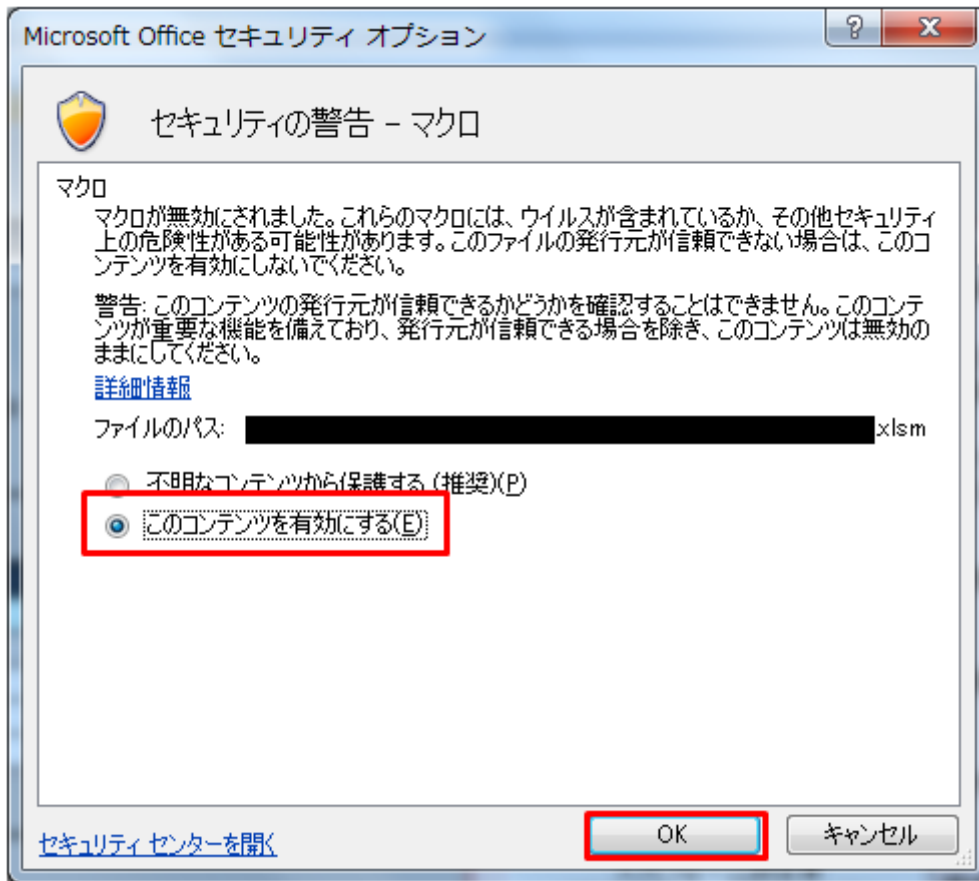 Microsoft Office セキュリティ オプション
セキュリティの警告 - マクロ
マクロ
マクロが無効にされました。これらのマクロには、ウイルスが含まれているか、その他セキュリティ
上の危険性がある可能性があります。このファイルの発行元が信頼できない場合は、このコ
ンテンツを有効にしないでください。
警告: このコンテンツの発行元が信頼できるかどうかを確認することはできません。このコンテ
ンツが重要な機能を備えており、発行元が信頼できる場合を除き、このコンテンツは無効の
ままにしてください。
詳細情報
ファイルのパス: .xlsm
不明なコンテンツから保護する (推奨)(P)
このコンテンツを有効にする(E)
セキュリティ センターを開く OK キャンセル